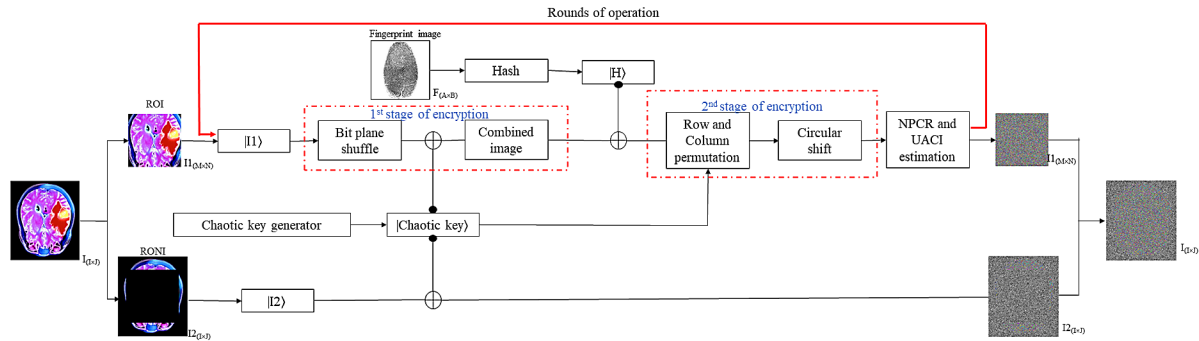 Rounds of operation
Fingerprint image
F(A×B)
Hash
|H⟩
ROI
I1(M×N)
|I1⟩
1st stage of encryption
Bit plane
shuffle
Combined
image
2nd stage of encryption
Row and
Column
permutation
Circular
shift
NPCR and
UACI
estimation
I1(M×N)
I(I×J)
Chaotic key generator
|Chaotic key⟩
I(I×J)
RONI
I2(I×J)
|I2⟩
I2(I×J)